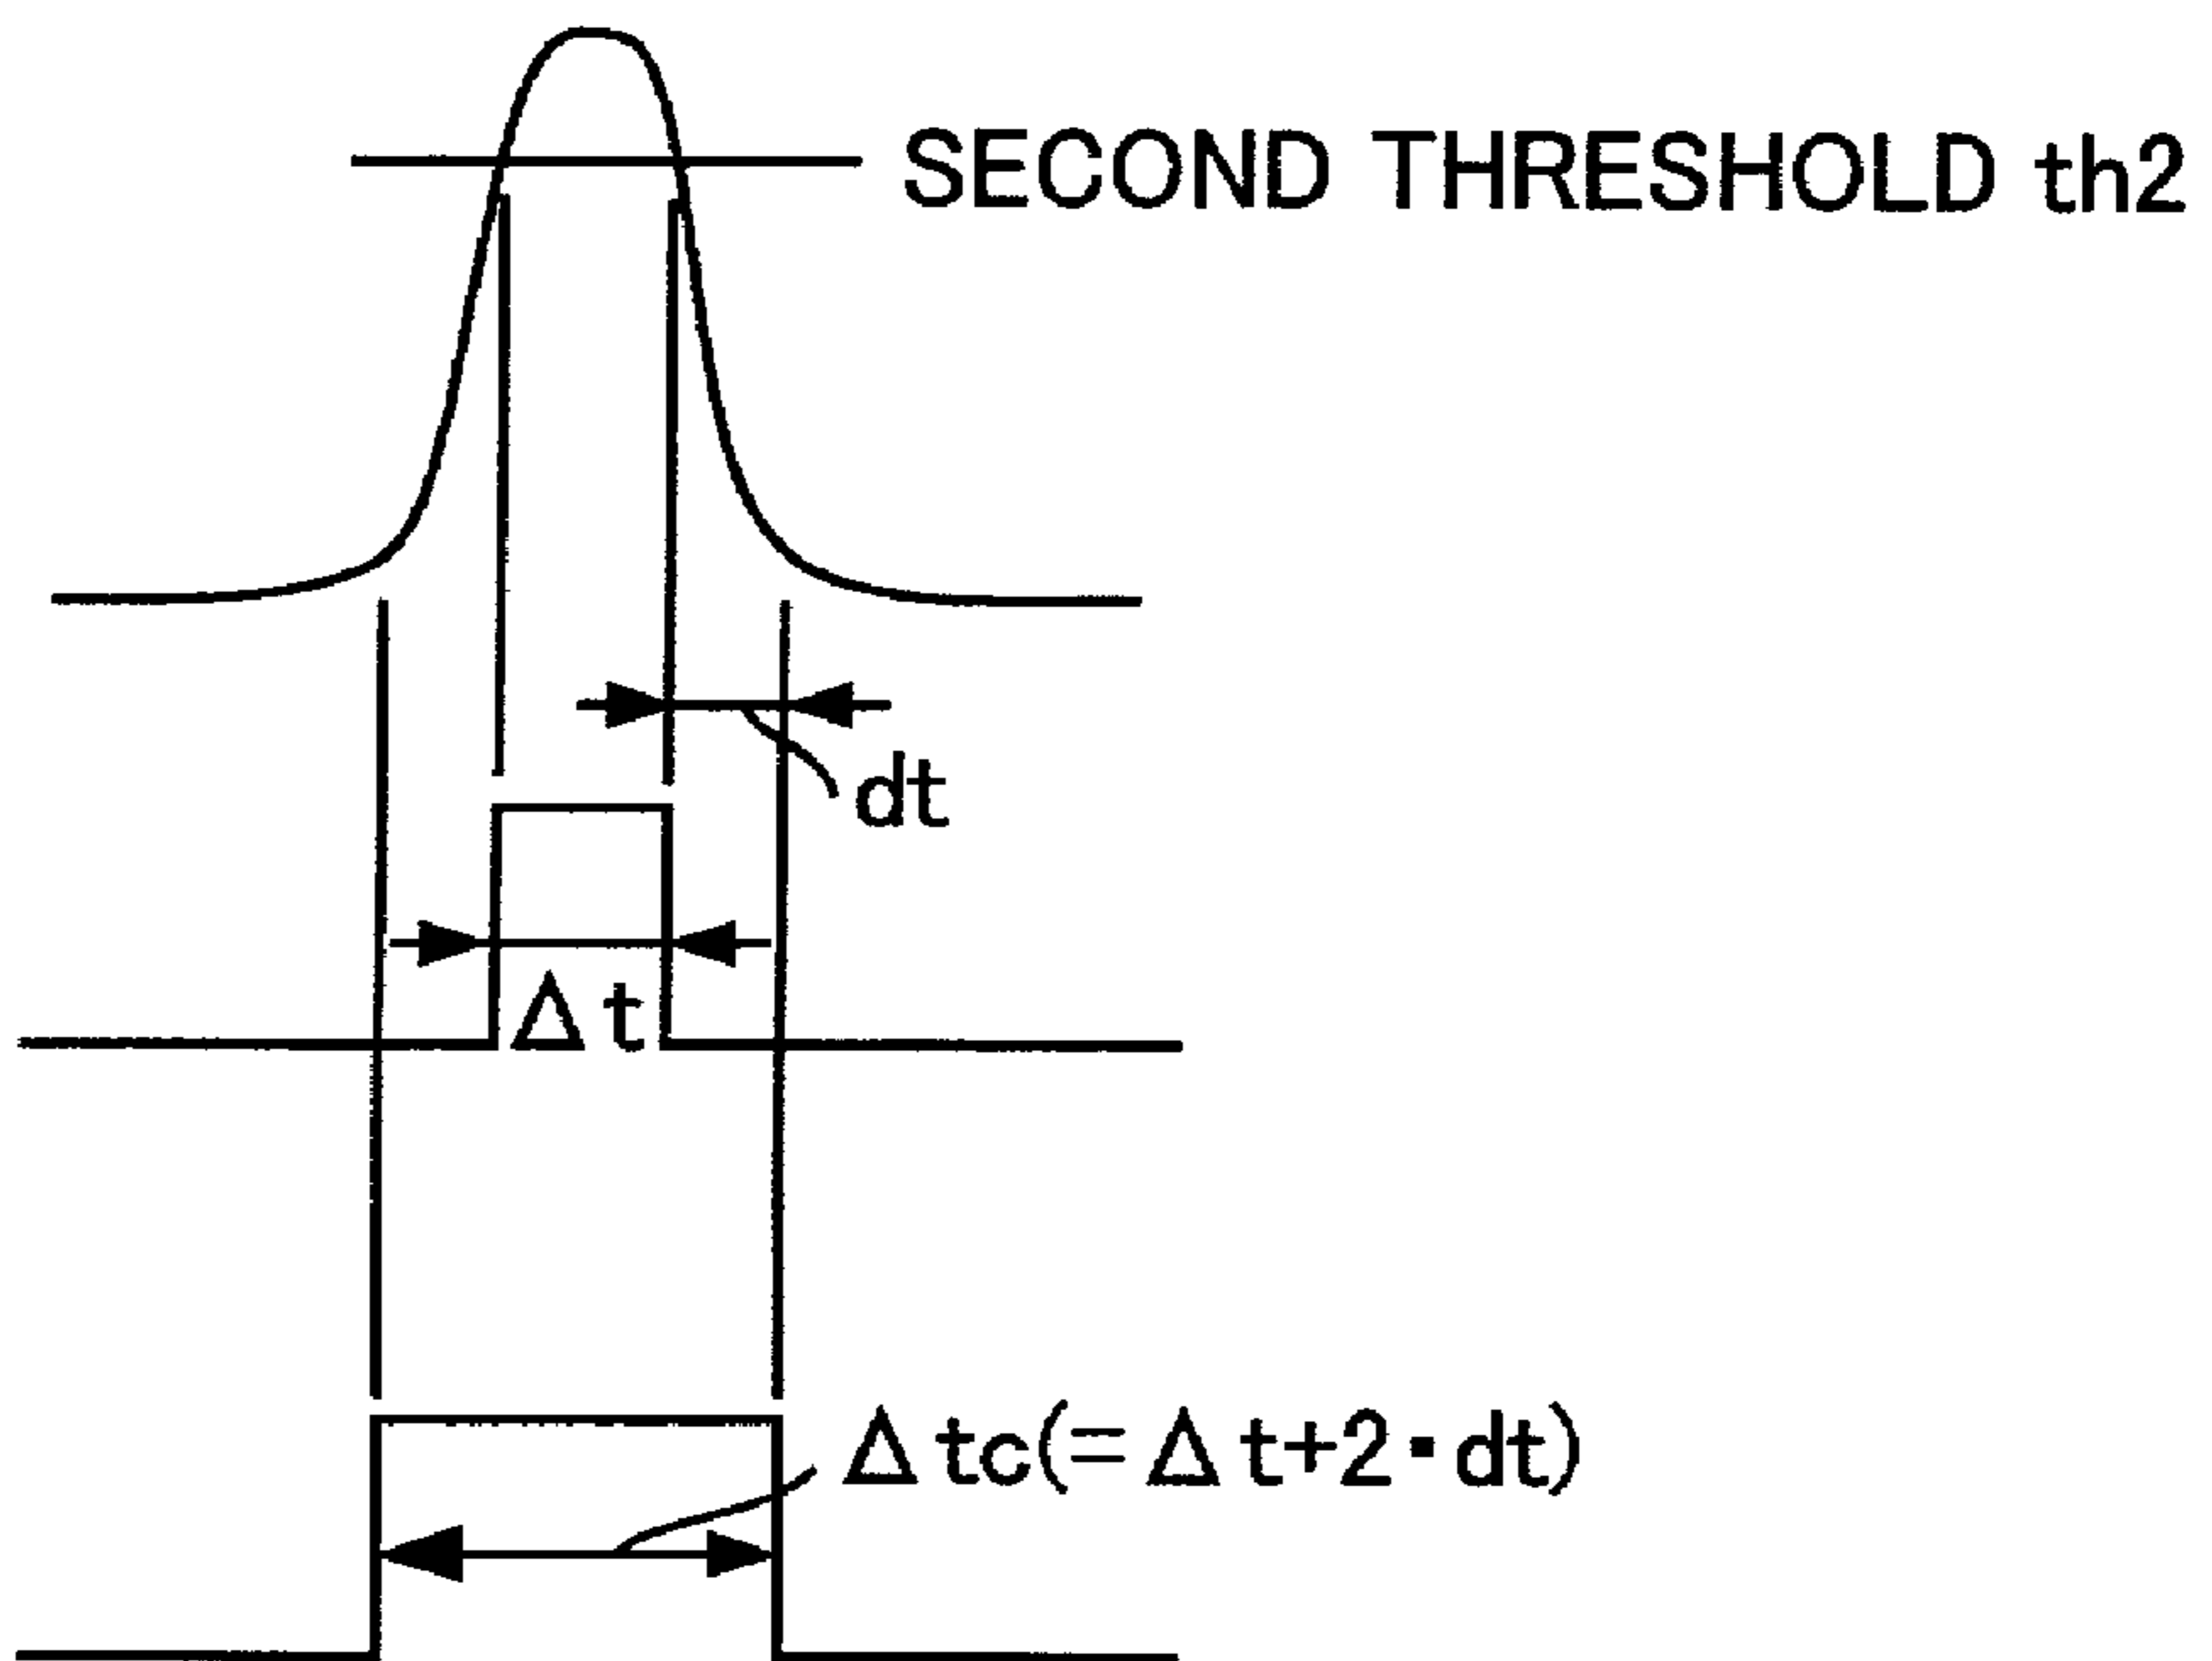 SECOND THRESHOLD th2
dt
Δt
Δtc(=Δt+2·dt)